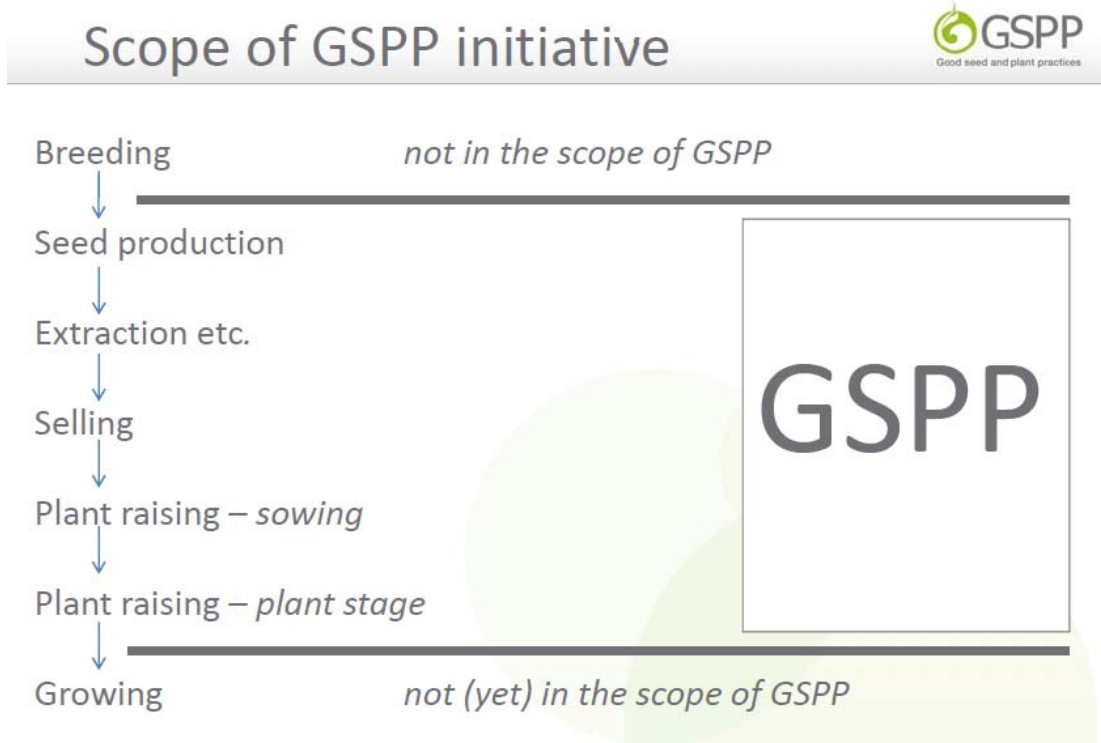 Scope of GSPP initiative
GSPP
Good seed and plant practices
Breeding not in the scope of GSPP
Seed production
Extraction etc.
GSPP
Selling
Plant raising – sowing
Plant raising – plant stage
Growing not (yet) in the scope of GSPP